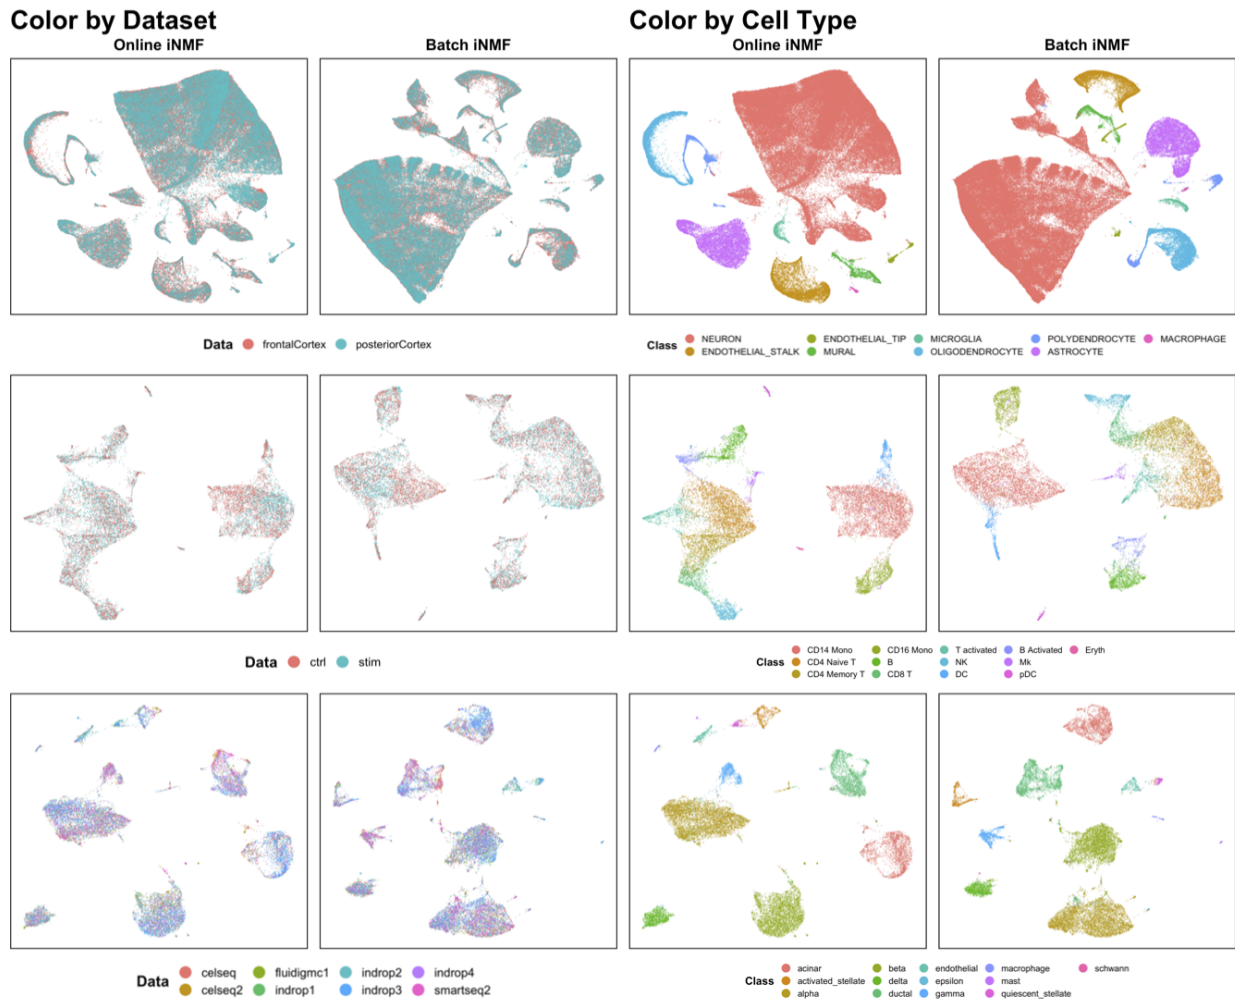 Color by Dataset
Color by Cell Type
Online iNMF
Batch iNMF
Online iNMF
Batch iNMF
Data frontalCortex posteriorCortex
Class NEURON ENDOTHELIAL_TIP MICROGLIA POLYDENDROCYTE MACROPHAGE
ENDOTHELIAL_STALK MURAL OLIGODENDROCYTE ASTROCYTE
Data ctrl stim
Class CD14 Mono CD16 Mono T activated B Activated Eryth
CD4 Naive T B NK Mk
CD4 Memory T CD8 T DC pDC
Data celseq fluidigmc1 indrop2 indrop4
celseq2 indrop1 indrop3 smartseq2
Class acinar beta endothelial macrophage schwann
activated_stellate delta epsilon mast
alpha ductal gamma quiescent_stellate